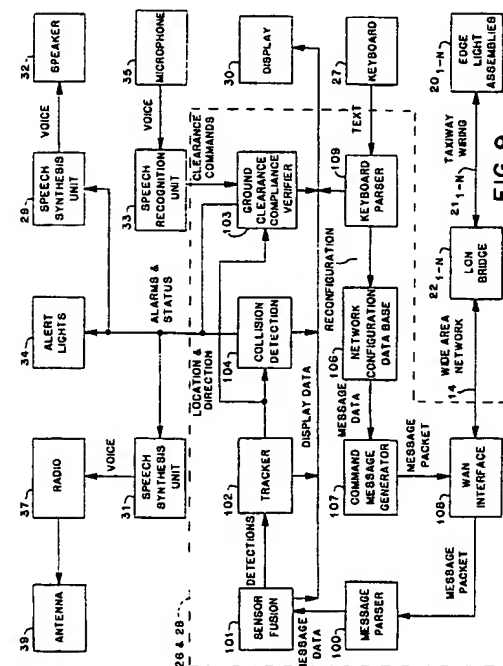 39
ANTENNA
37
RADIO
VOICE
31
SPEECH
SYNTHESIS
UNIT
34
ALERT
LIGHTS
ALARMS &
STATUS
29
SPEECH
SYNTHESIS
UNIT
VOICE
32
SPEAKER
35
MICROPHONE
VOICE
33
SPEECH
RECOGNITION
UNIT
CLEARANCE
COMMANDS
26 & 28
LOCATION &
DIRECTION
101
SENSOR
FUSION
DETECTIONS
102
TRACKER
104
COLLISION
DETECTION
103
GROUND
CLEARANCE
COMPLIANCE
VERIFIER
30
DISPLAY
DISPLAY DATA
MESSAGE
DATA
100
MESSAGE
PARSER
107
COMMAND
MESSAGE
GENERATOR
MESSAGE DATA
106
NETWORK
CONFIGURATION
DATA BASE
RECONFIGURATION
109
KEYBOARD
PARSER
TEXT
27
KEYBOARD
MESSAGE
PACKET
MESSAGE
PACKET
108
WAN
INTERFACE
WIDE AREA
NETWORK
14
22 1-N
LON
BRIDGE
TAXIWAY
WIRING
21 1-N
20 1-N
EDGE
LIGHT
ASSEMBLIES
FIG. 9